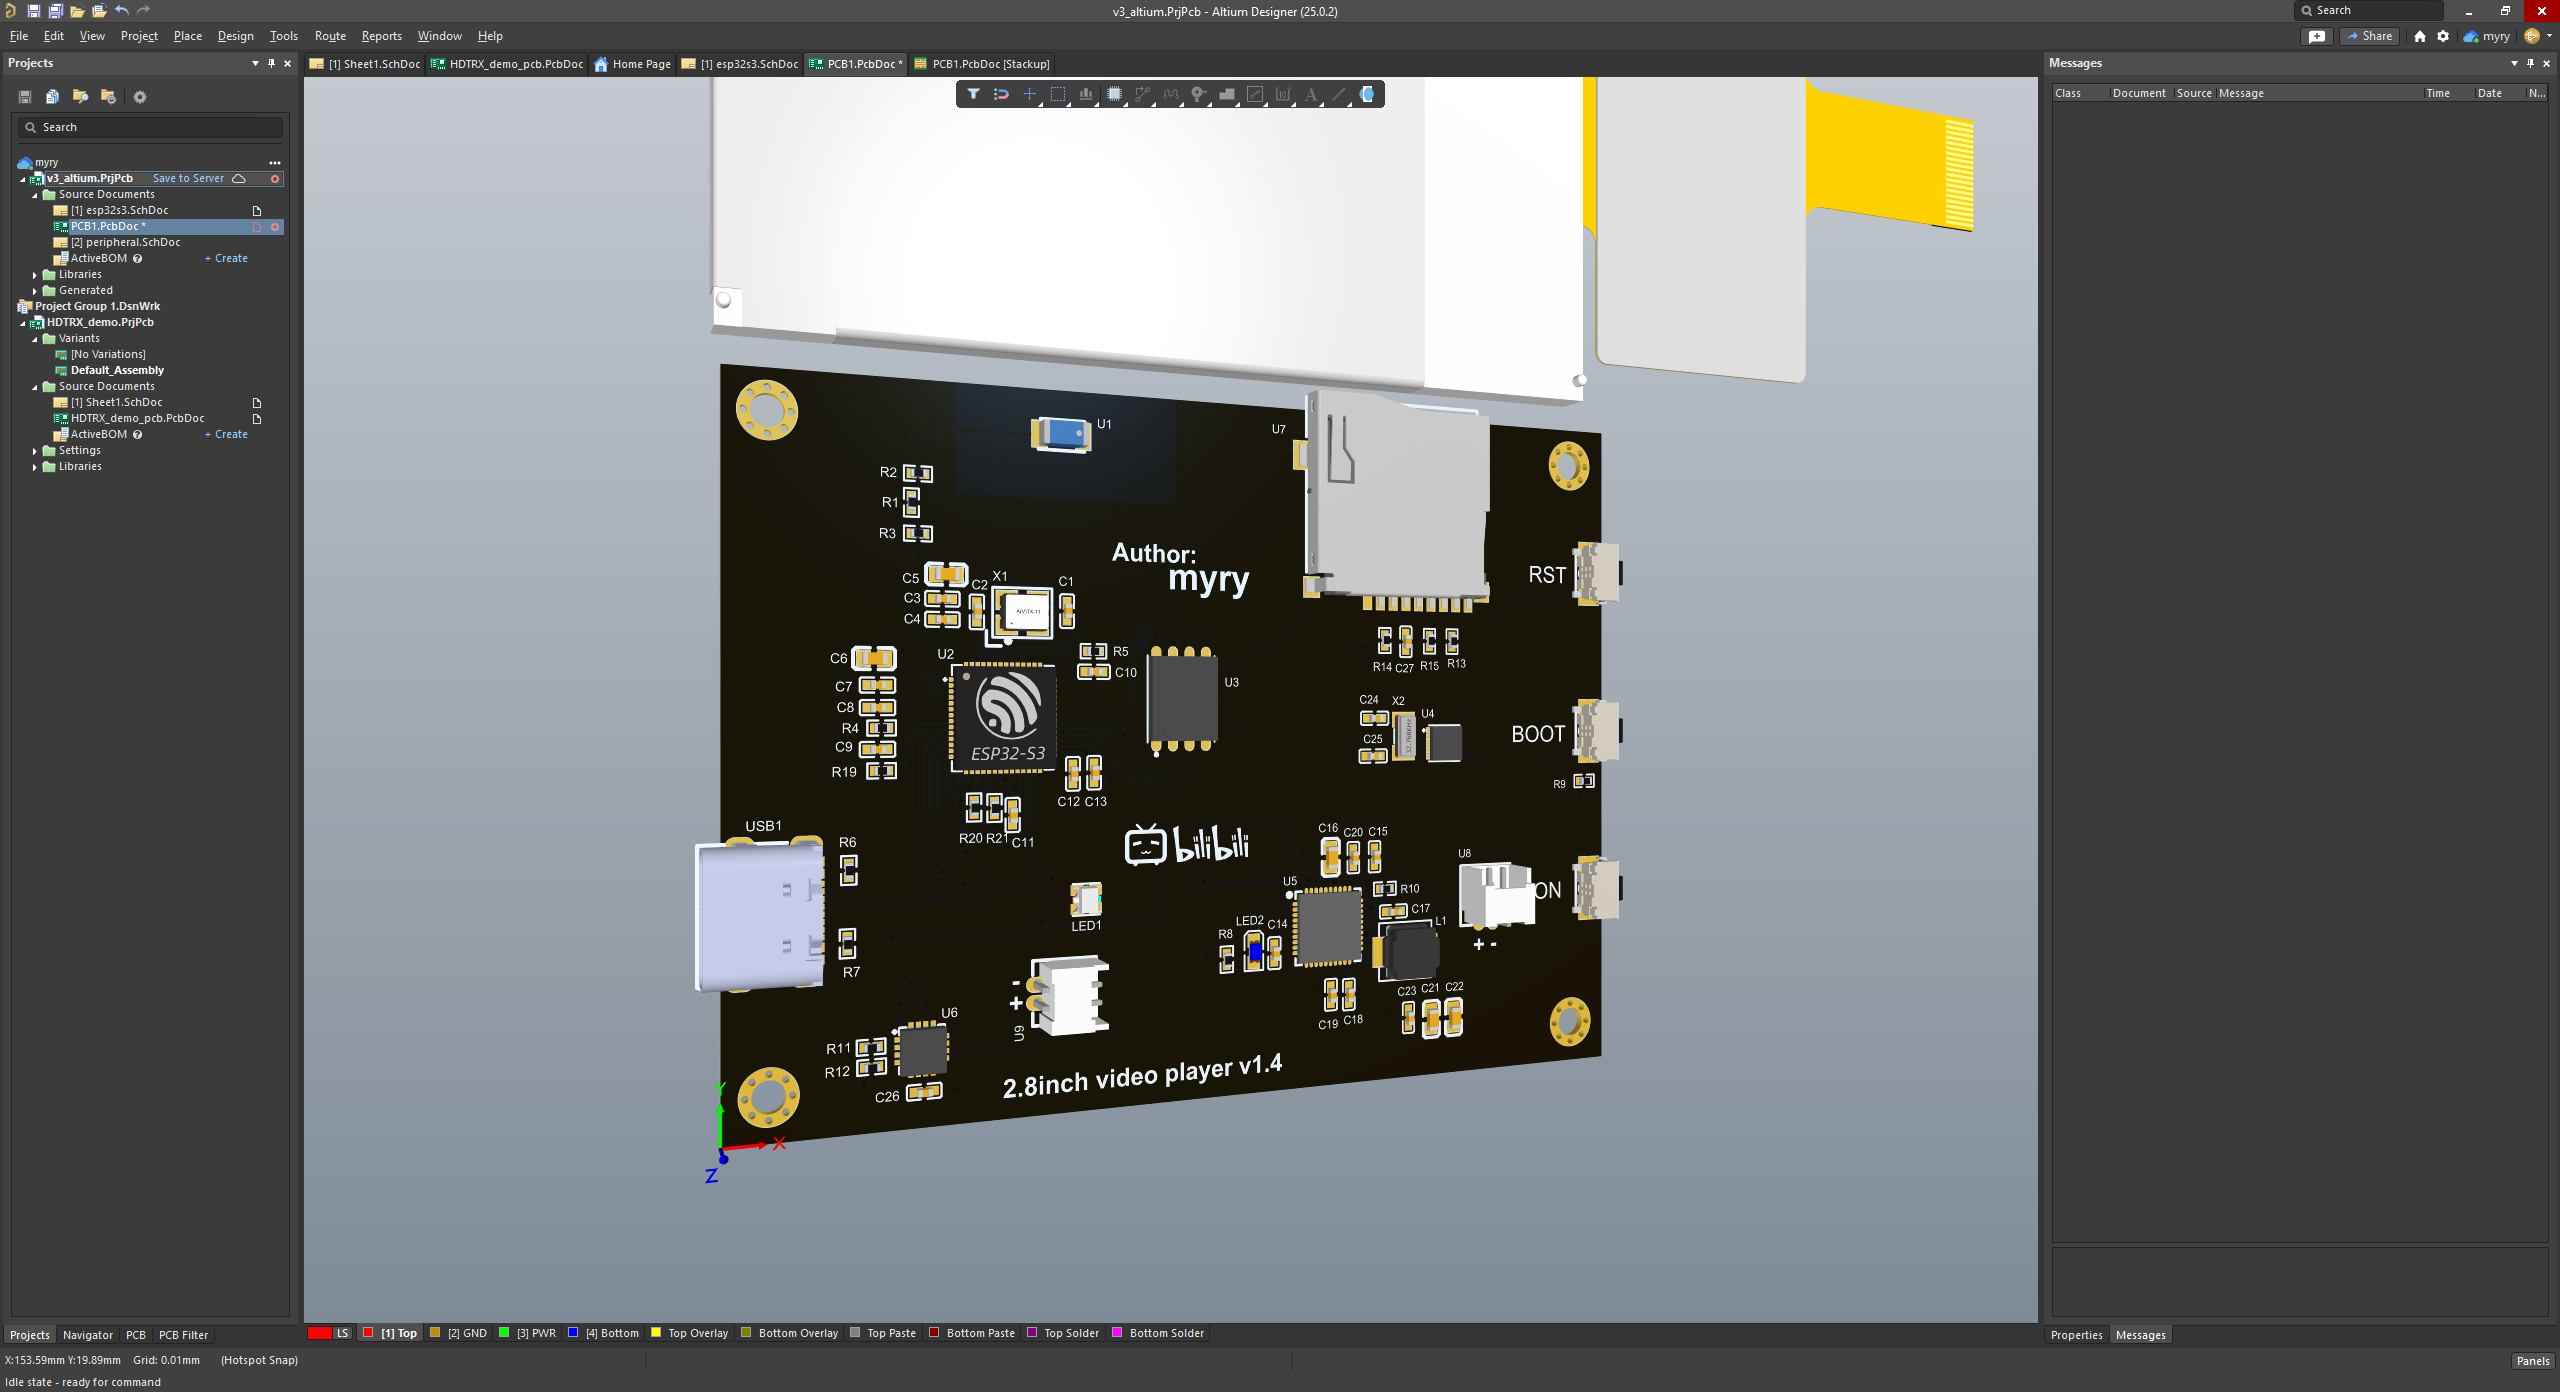 v3_altium.PrjPcb - Altium Designer (25.0.2)
Search
File Edit View Project Place Design Tools Route Reports Window Help
Share
myry
Projects
[1] Sheet1.SchDoc
HDTRX_demo_pcb.PcbDoc
Home Page
[1] esp32s3.SchDoc
PCB1.PcbDoc *
PCB1.PcbDoc [Stackup]
Messages
Class Document Source Message Time Date N...
Search
myry
v3_altium.PrjPcb Save to Server
Source Documents
[1] esp32s3.SchDoc
PCB1.PcbDoc *
[2] peripheral.SchDoc
ActiveBOM + Create
Libraries
Generated
Project Group 1.DsnWrk
HDTRX_demo.PrjPcb
Variants
[No Variations]
Default_Assembly
Source Documents
[1] Sheet1.SchDoc
HDTRX_demo_pcb.PcbDoc
ActiveBOM + Create
Settings
Libraries
U1
U7
R2
R1
R3
Author:
myry
RST
C5
C2
X1
C1
C3
C4
A(V)TX-11
R14 C27 R15 R13
C6
U2
R5
C10
U3
C7
C8
R4
C9
R19
ESP32-S3
C24 X2
U4
C25
32.768KHz
BOOT
R9
C12 C13
R20 R21
C11
USB1
R6
bilibili
C16 C20 C15
U8
U5
R10
ON
C17
L1
LED1
LED2 C14
R8
+ -
R7
-
+
U9
C23 C21 C22
C19 C18
U6
R11
R12
C26
2.8inch video player v1.4
Y
X
Z
Projects Navigator PCB PCB Filter
LS [1] Top [2] GND [3] PWR [4] Bottom Top Overlay Bottom Overlay Top Paste Bottom Paste Top Solder Bottom Solder
Properties Messages
X:153.59mm Y:19.89mm Grid: 0.01mm (Hotspot Snap)
Panels
Idle state - ready for command